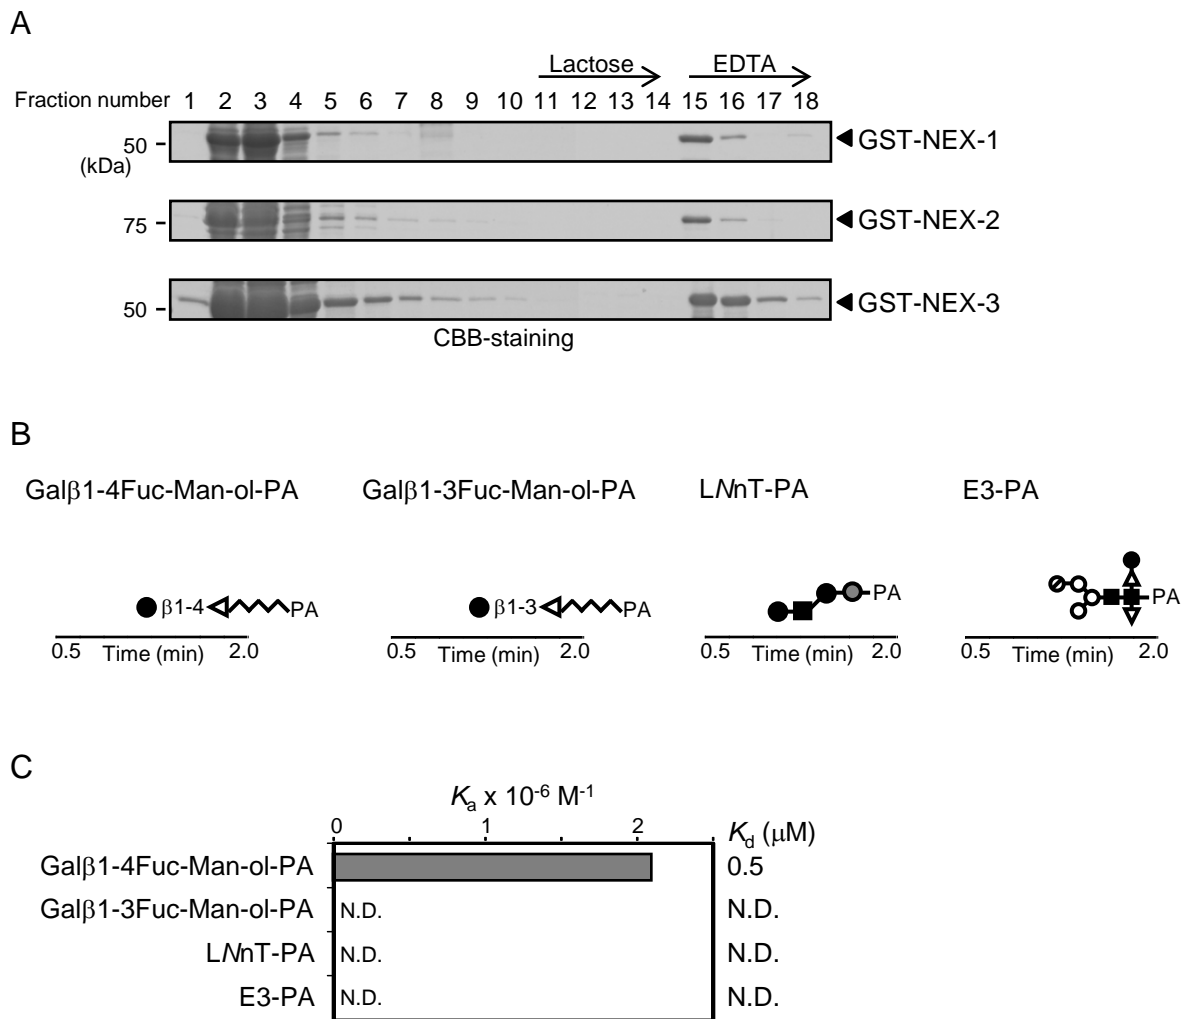 A
Lactose EDTA
Fraction number 1 2 3 4 5 6 7 8 9 10 11 12 13 14 15 16 17 18
50
(kDa)
GST-NEX-1
75
GST-NEX-2
50
GST-NEX-3
CBB-staining
B
Galβ1-4Fuc-Man-ol-PA Galβ1-3Fuc-Man-ol-PA LNnT-PA E3-PA
β1-4 PA β1-3 PA PA PA
0.5 Time (min) 2.0 0.5 Time (min) 2.0 0.5 Time (min) 2.0 0.5 Time (min) 2.0
C
Ka x 10-6 M-1
0 1 2 Kd (μM)
Galβ1-4Fuc-Man-ol-PA 0.5
Galβ1-3Fuc-Man-ol-PA N.D. N.D.
LNnT-PA N.D. N.D.
E3-PA N.D. N.D.